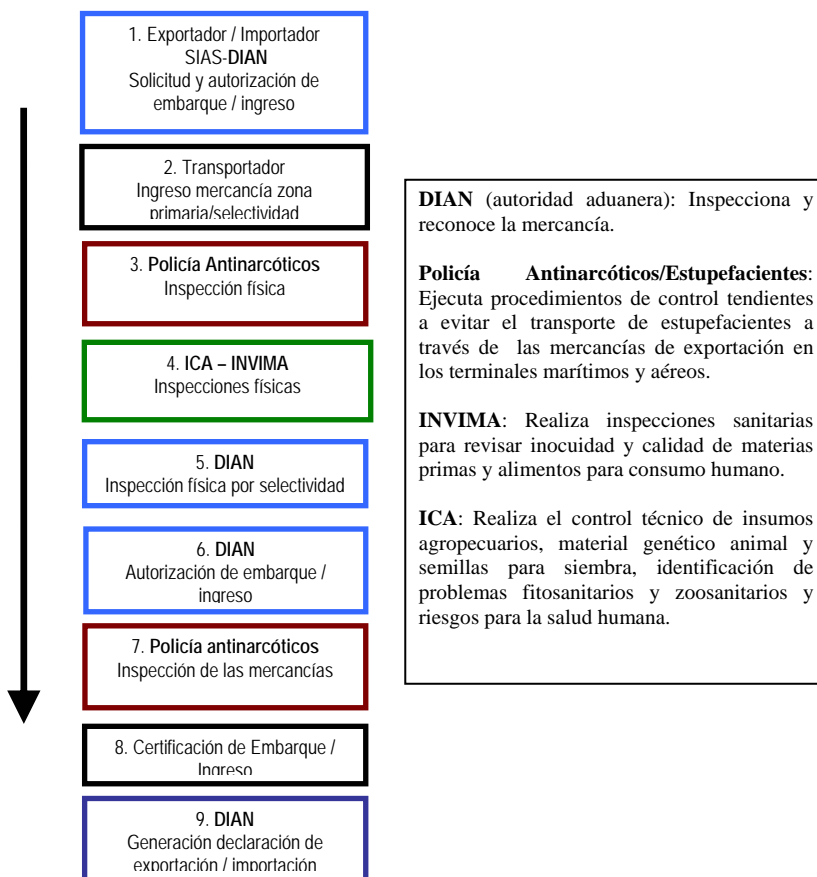 1. Exportador / Importador
SIAS-DIAN
Solicitud y autorización de
embarque / ingreso
2. Transportador
Ingreso mercancía zona
primaria/selectividad
3. Policía Antinarcóticos
Inspección física
4. ICA – INVIMA
Inspecciones físicas
5. DIAN
Inspección física por selectividad
6. DIAN
Autorización de embarque /
ingreso
7. Policía antinarcóticos
Inspección de las mercancías
8. Certificación de Embarque /
Ingreso
9. DIAN
Generación declaración de
exportación / importación
DIAN (autoridad aduanera): Inspecciona y
reconoce la mercancía.
Policía Antinarcóticos/Estupefacientes:
Ejecuta procedimientos de control tendientes
a evitar el transporte de estupefacientes a
través de las mercancías de exportación en
los terminales marítimos y aéreos.
INVIMA: Realiza inspecciones sanitarias
para revisar inocuidad y calidad de materias
primas y alimentos para consumo humano.
ICA: Realiza el control técnico de insumos
agropecuarios, material genético animal y
semillas para siembra, identificación de
problemas fitosanitarios y zoosanitarios y
riesgos para la salud humana.